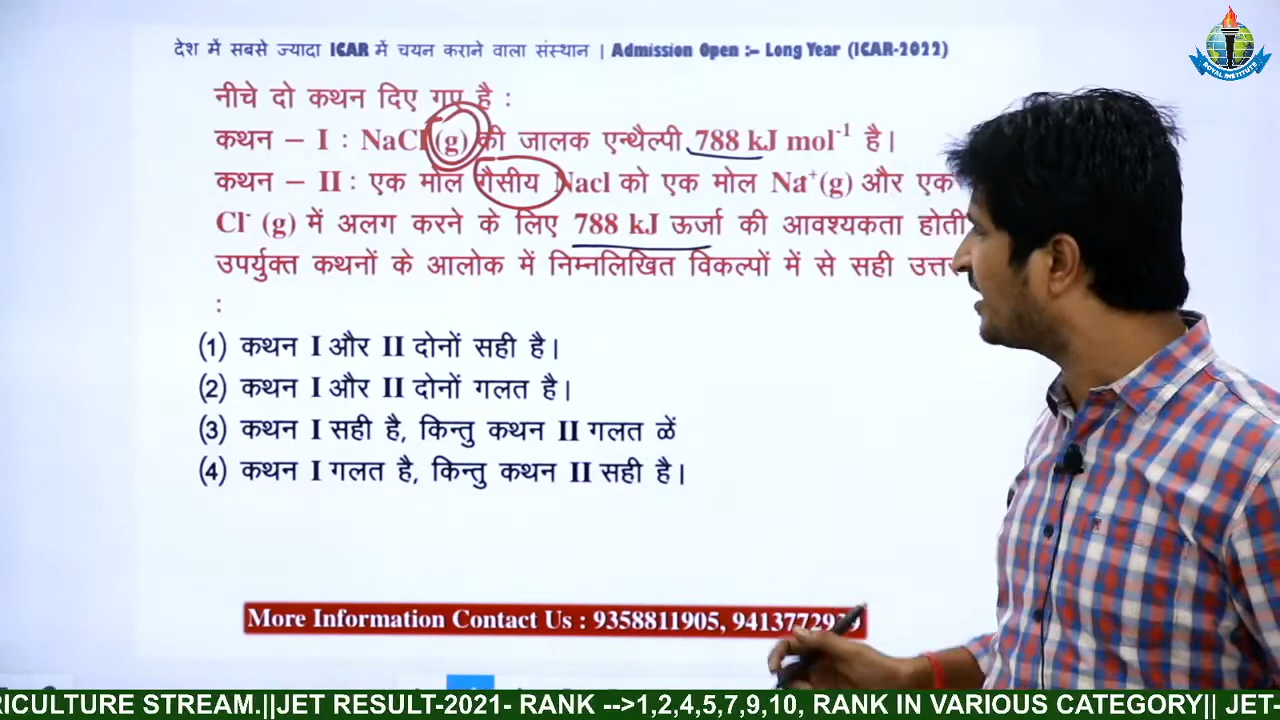 देश में सबसे ज्यादा ICAR में चयन कराने वाला संस्थान | Admission Open :– Long Year (ICAR-2022)
ROYAL INSTITUTE
नीचे दो कथन दिए गए है :
कथन – I : NaCl (g) की जालक एन्थैल्पी 788 kJ mol⁻¹ है।
कथन – II : एक मोल गैसीय Nacl को एक मोल Na⁺(g) और एक
Cl⁻ (g) में अलग करने के लिए 788 kJ ऊर्जा की आवश्यकता होती
उपर्युक्त कथनों के आलोक में निम्नलिखित विकल्पों में से सही
:
(1) कथन I और II दोनों सही है।
(2) कथन I और II दोनों गलत है।
(3) कथन I सही है, किन्तु कथन II गलत ळें
(4) कथन I गलत है, किन्तु कथन II सही है।
More Information Contact Us : 9358811905,
RICULTURE STREAM.||JET RESULT-2021- RANK -->1,2,4,5,7,9,10, RANK IN VARIOUS CATEGORY|| JET-